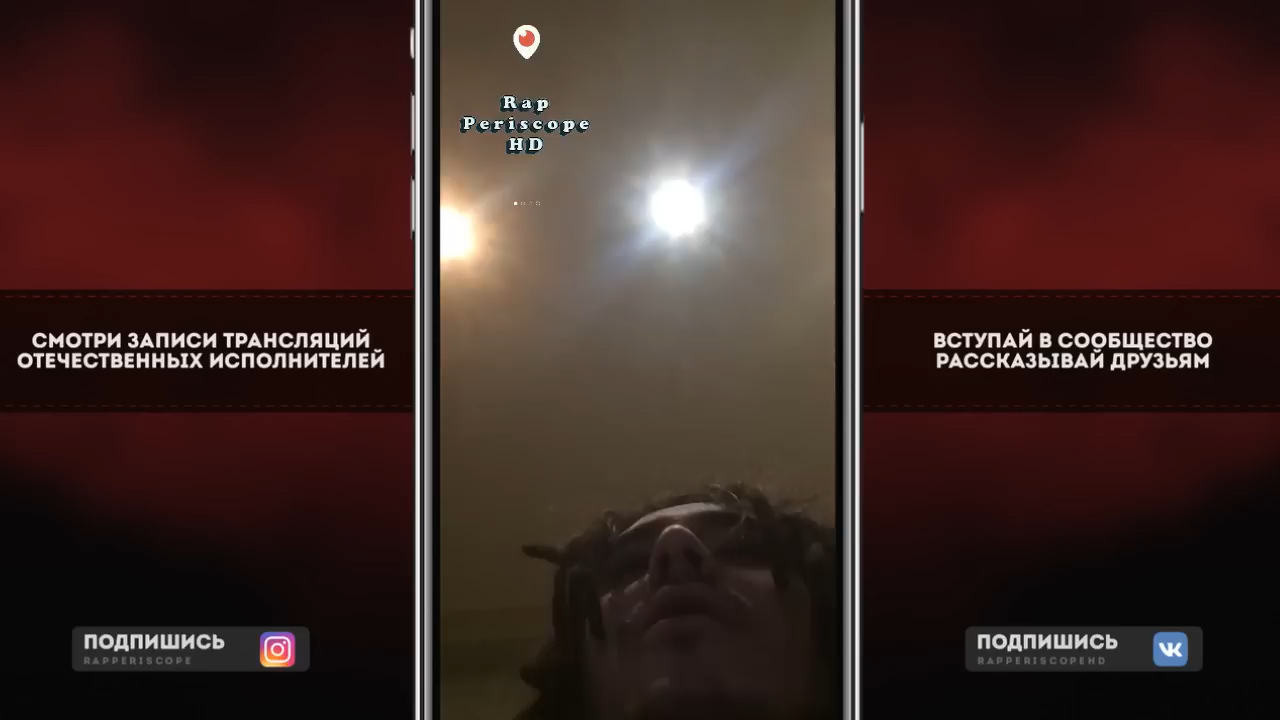 Rap
Periscope
HD
СМОТРИ ЗАПИСИ ТРАНСЛЯЦИЙ
ОТЕЧЕСТВЕННЫХ ИСПОЛНИТЕЛЕЙ
ВСТУПАЙ В СООБЩЕСТВО
РАССКАЗЫВАЙ ДРУЗЬЯМ
ПОДПИШИСЬ
RAPPERISCOPE
ПОДПИШИСЬ
RAPPERISCOPEHD